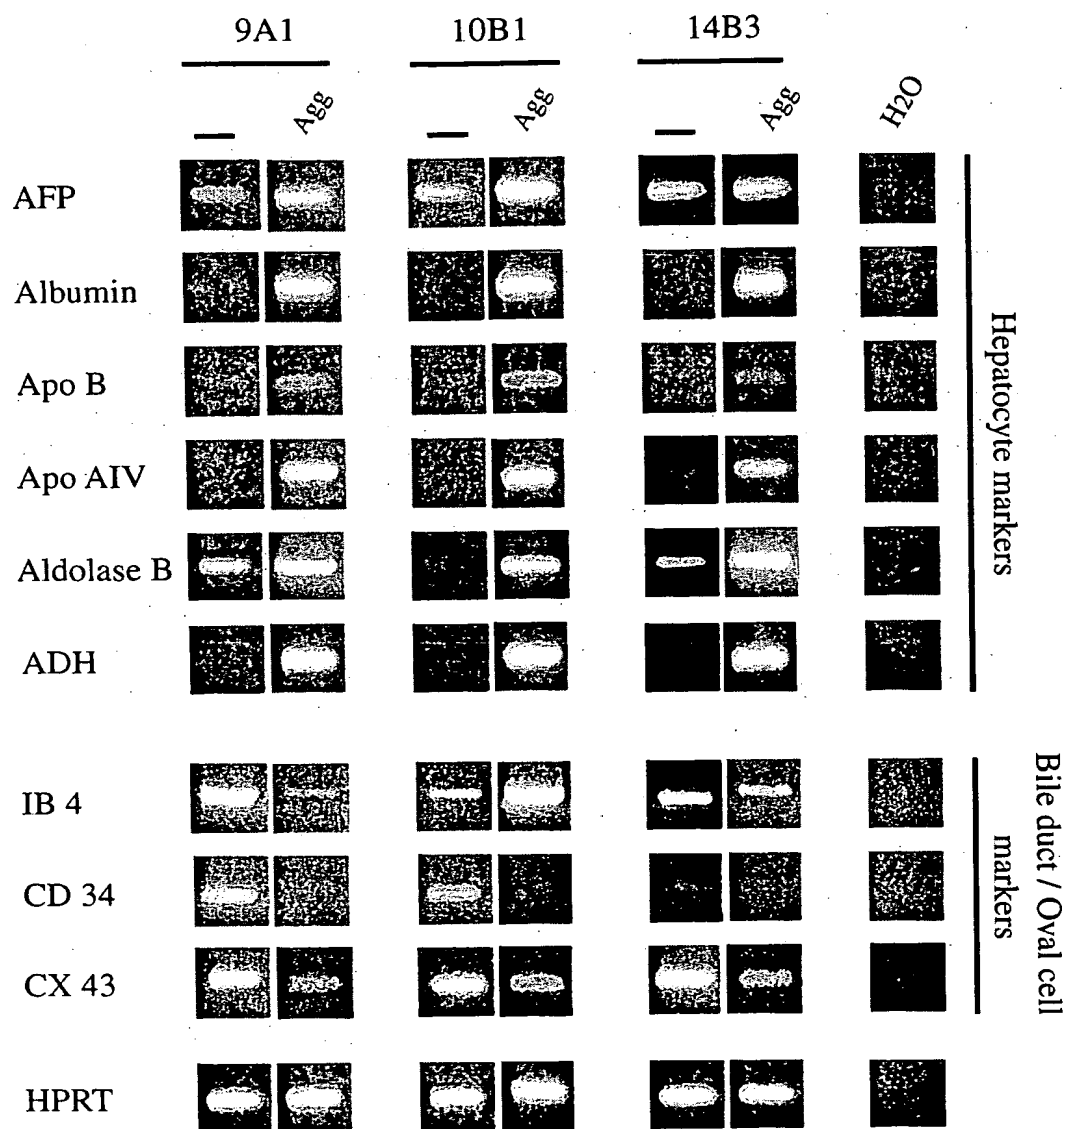 9A1 10B1 14B3
— Agg — Agg — Agg H2O
AFP
Albumin
Apo B
Apo AIV
Aldolase B
ADH
Hepatocyte markers
IB 4
CD 34
CX 43
Bile duct / Oval cell
markers
HPRT